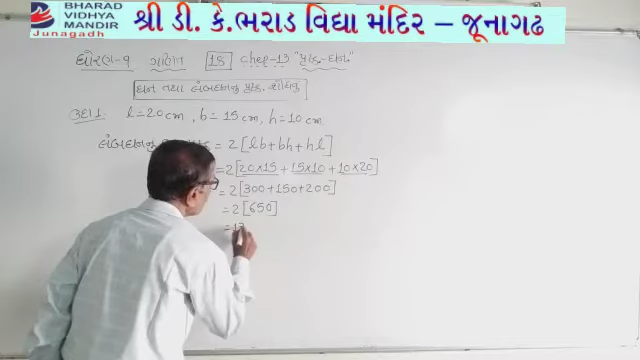 BHARAD
VIDHYA
MANDIR
Junagadh
શ્રી ડી. કે.ભરાડ વિદ્યા મંદિર – જૂનાગઢ
ધોરણ-૧ ગણિત 18 chep-13 "પૃષ્ઠ-ઘન"
ઘન તથા લંબઘનનું પૃષ્ઠ. શોધવું
ઉદા 1. l = 20 cm, b = 15 cm, h = 10 cm
લંબઘનનું = 2 [lb + bh + hl]
= 2 [20×15 + 15×10 + 10×20]
= 2 [300 + 150 + 200]
= 2 [650]
= 13